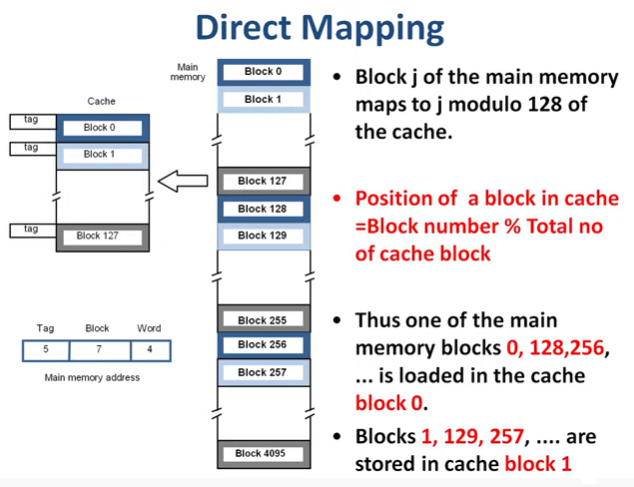 Direct Mapping
Main
memory
Block 0
Block 1
Block 127
Block 128
Block 129
Block 255
Block 256
Block 257
Block 4095
Cache
tag
Block 0
tag
Block 1
tag
Block 127
Tag Block Word
5 7 4
Main memory address
• Block j of the main memory
maps to j modulo 128 of
the cache.
• Position of a block in cache
=Block number % Total no
of cache block
• Thus one of the main
memory blocks 0, 128,256,
... is loaded in the cache
block 0.
• Blocks 1, 129, 257, .... are
stored in cache block 1